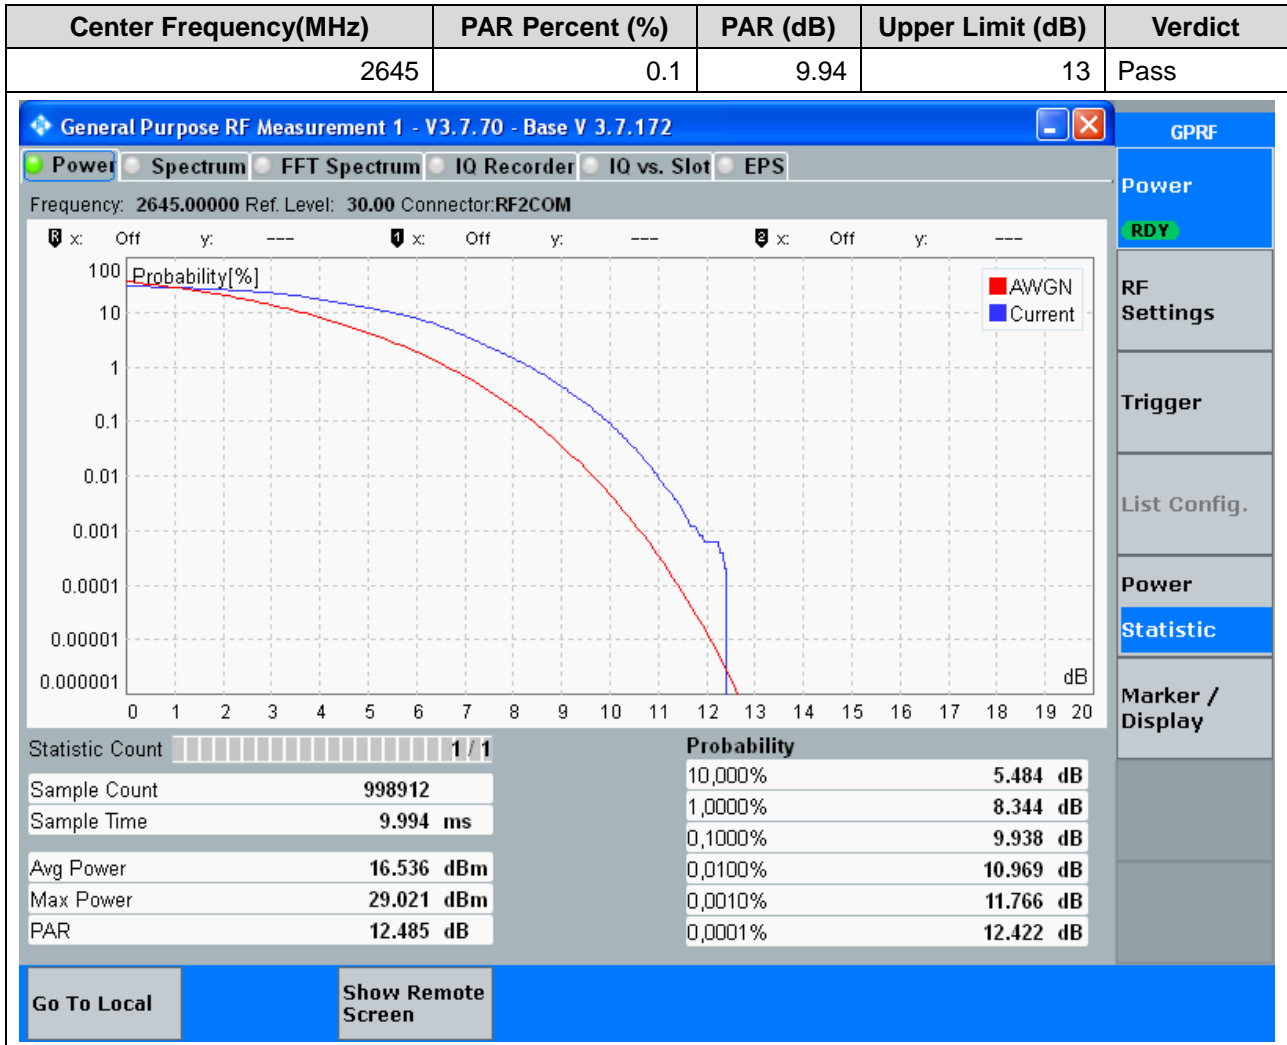 Center Frequency(MHz) PAR Percent (%) PAR (dB) Upper Limit (dB) Verdict
2645 0.1 9.94 13 Pass
General Purpose RF Measurement 1 - V3.7.70 - Base V 3.7.172
GPRF
Power Spectrum FFT Spectrum IQ Recorder IQ vs. Slot EPS
Frequency: 2645.00000 Ref. Level: 30.00 Connector:RF2COM
R x: Off y: --- 1 x: Off y: --- 2 x: Off y: ---
Probability[%]
AWGN
Current
100
10
1
0.1
0.01
0.001
0.0001
0.00001
0.000001
dB
0 1 2 3 4 5 6 7 8 9 10 11 12 13 14 15 16 17 18 19 20
Statistic Count 1 / 1
Sample Count 998912
Sample Time 9.994 ms
Avg Power 16.536 dBm
Max Power 29.021 dBm
PAR 12.485 dB
Probability
10,000% 5.484 dB
1,0000% 8.344 dB
0,1000% 9.938 dB
0,0100% 10.969 dB
0,0010% 11.766 dB
0,0001% 12.422 dB
Power
RDY
RF
Settings
Trigger
List Config.
Power
Statistic
Marker /
Display
Go To Local
Show Remote
Screen